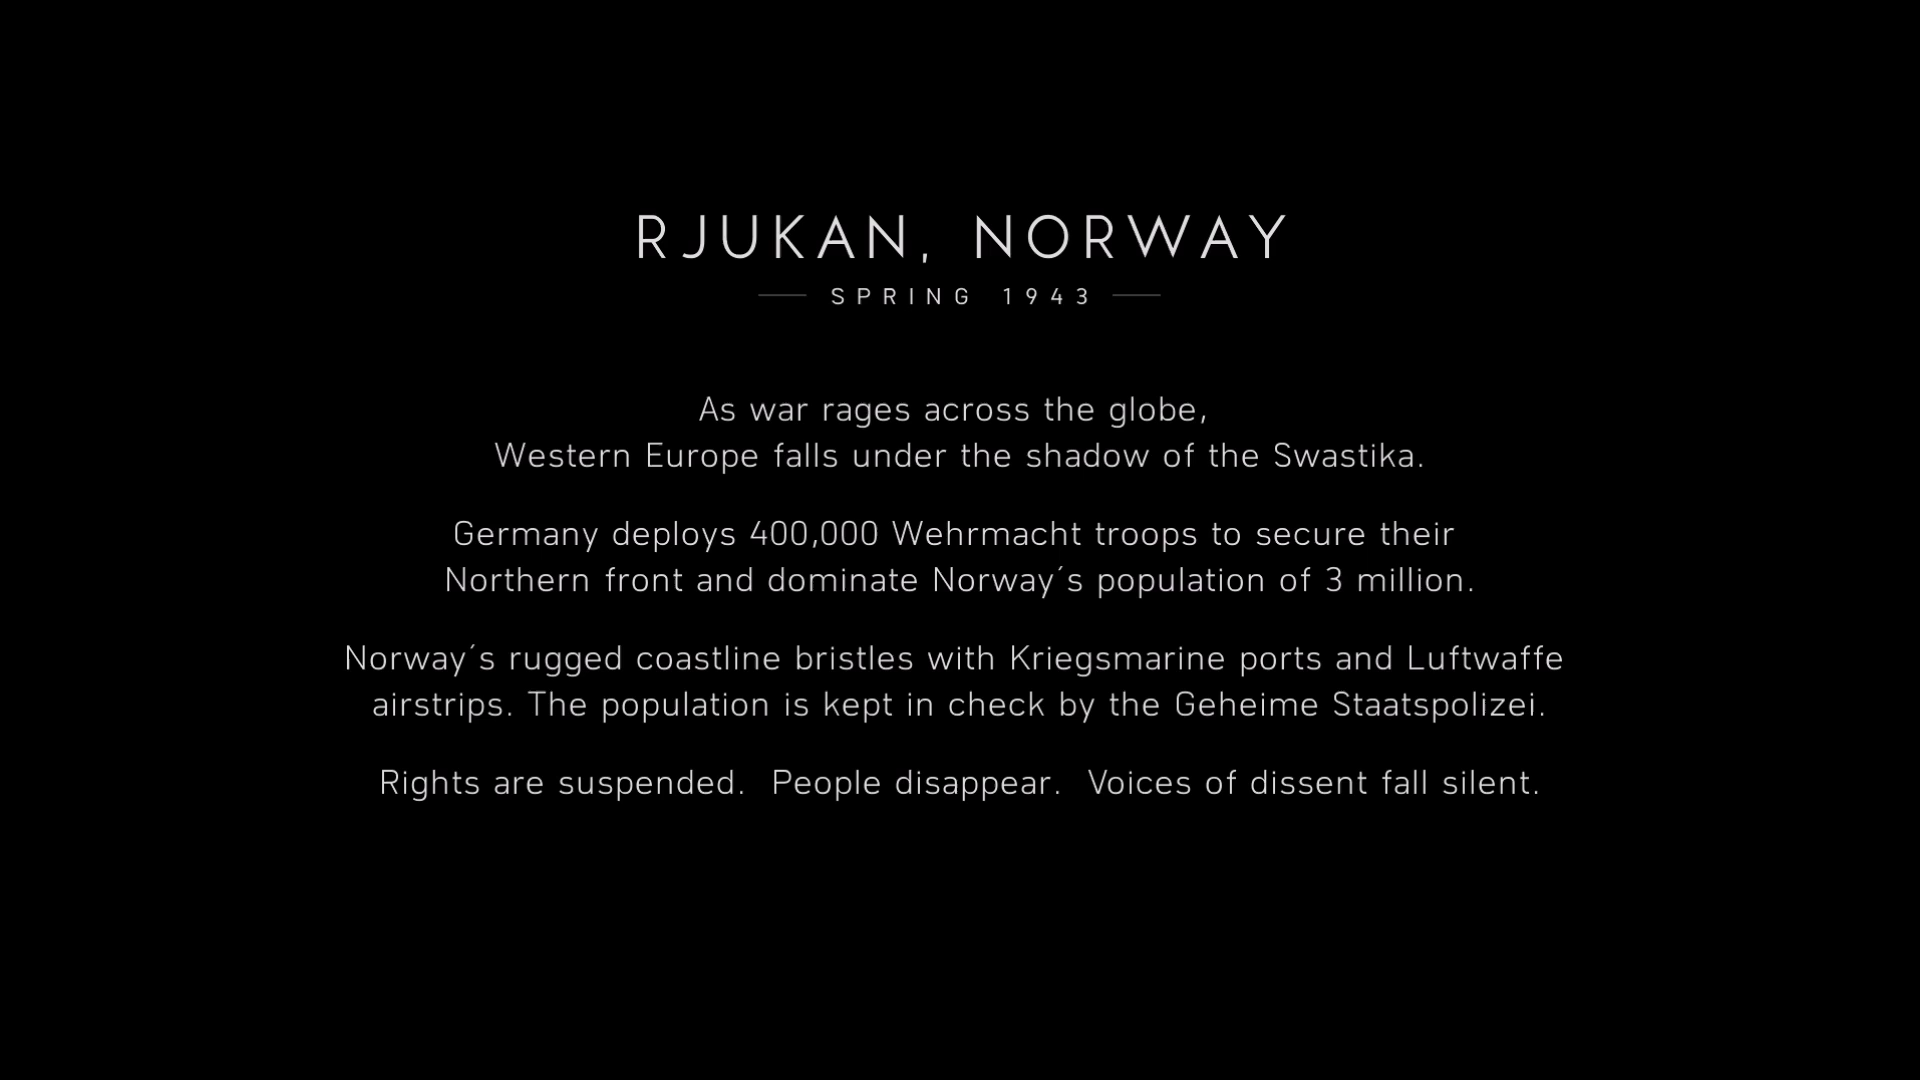 RJUKAN, NORWAY
SPRING 1943
As war rages across the globe,
Western Europe falls under the shadow of the Swastika.
Germany deploys 400,000 Wehrmacht troops to secure their
Northern front and dominate Norway´s population of 3 million.
Norway´s rugged coastline bristles with Kriegsmarine ports and Luftwaffe
airstrips. The population is kept in check by the Geheime Staatspolizei.
Rights are suspended.  People disappear.  Voices of dissent fall silent.